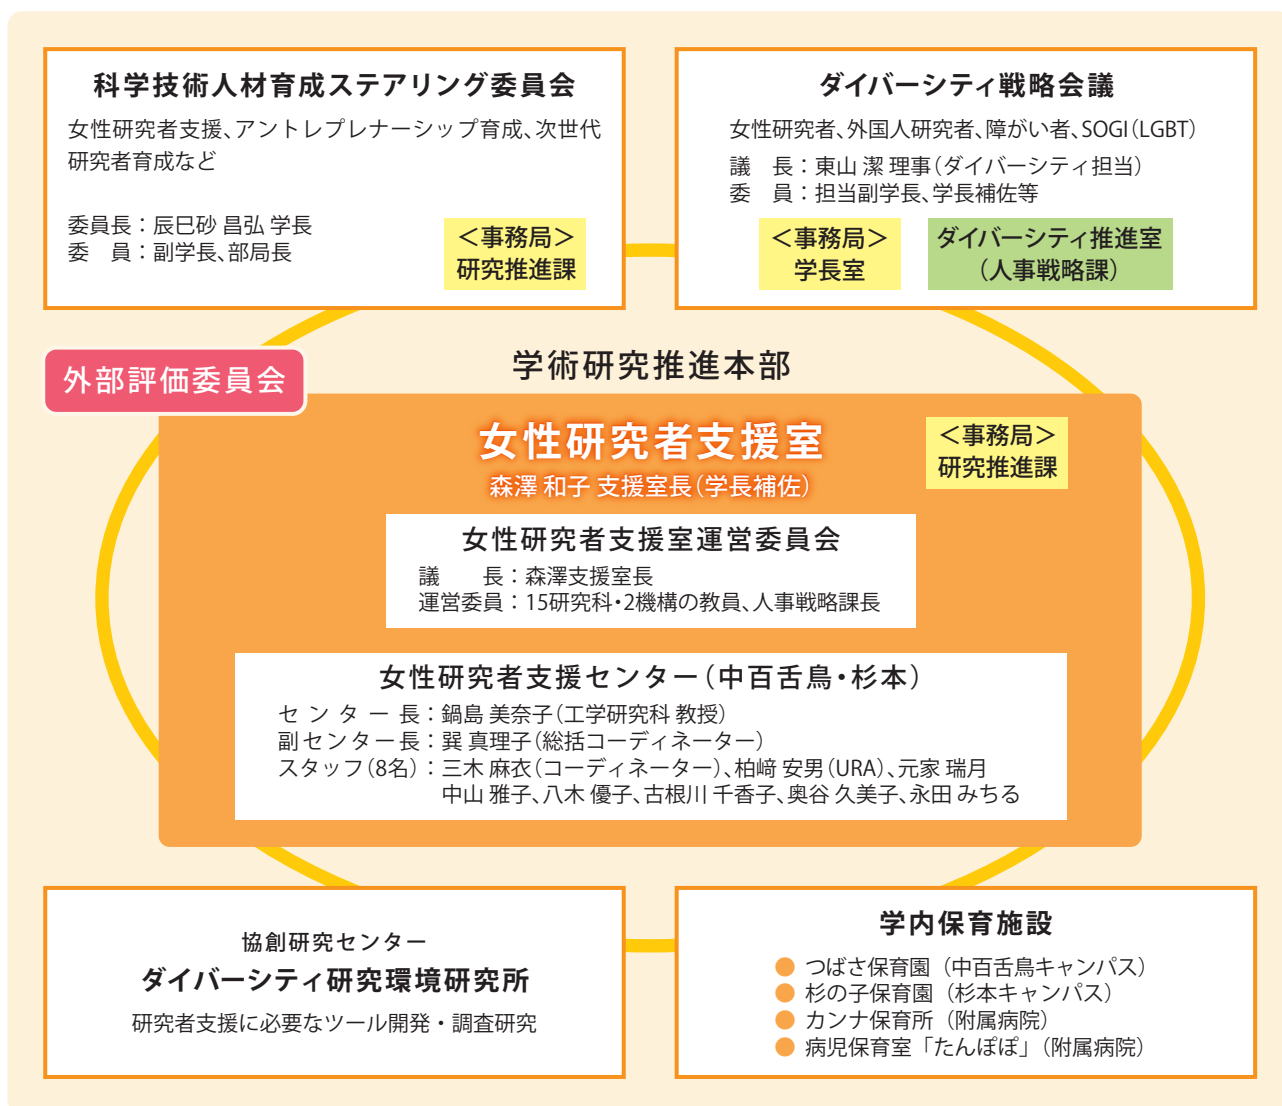 科学技術人材育成ステアリング委員会
女性研究者支援、アントレプレナーシップ育成、次世代
研究者育成など
委員長：辰巳砂 昌弘 学長
委　員：副学長、部局長
＜事務局＞
研究推進課
ダイバーシティ戦略会議
女性研究者、外国人研究者、障がい者、SOGI（LGBT）
議　長：東山 潔 理事（ダイバーシティ担当）
委　員：担当副学長、学長補佐等
＜事務局＞
学長室
ダイバーシティ推進室
（人事戦略課）
外部評価委員会
学術研究推進本部
女性研究者支援室
森澤 和子 支援室長（学長補佐）
＜事務局＞
研究推進課
女性研究者支援室運営委員会
議　　長：森澤支援室長
運営委員：15研究科・2機構の教員、人事戦略課長
女性研究者支援センター（中百舌鳥・杉本）
センター長：鍋島 美奈子（工学研究科 教授）
副センター長：巽 真理子（総括コーディネーター）
スタッフ（8名）：三木 麻衣（コーディネーター）、柏﨑 安男（URA）、元家 瑞月
中山 雅子、八木 優子、古根川 千香子、奥谷 久美子、永田 みちる
協創研究センター
ダイバーシティ研究環境研究所
研究者支援に必要なツール開発・調査研究
学内保育施設
● つばさ保育園（中百舌鳥キャンパス）
● 杉の子保育園（杉本キャンパス）
● カンナ保育所（附属病院）
● 病児保育室「たんぽぽ」（附属病院）